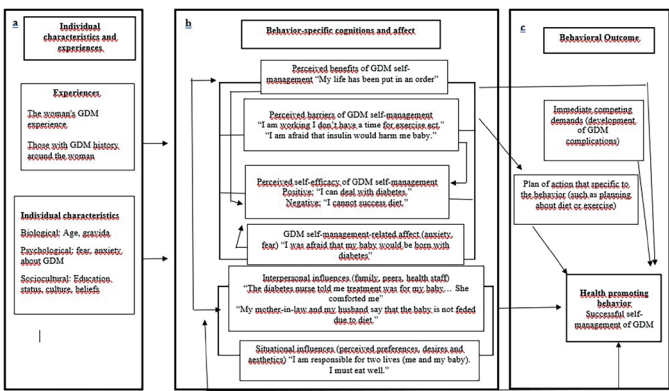 a
Individual
characteristics and
experiences
Experiences
The woman's GDM
experience.
Those with GDM history
around the woman
Individual characteristics
Biological; Age, gravida.
Psychological; fear, anxiety
about GDM
Sociocultural: Education,
status, culture, beliefs
b
Behavior-specific cognitions and affect
Perceived benefits of GDM self-
management "My life has been put in an order"
Perceived barriers of GDM self-management
"I am working I don't have a time for exercise ect."
"I am afraid that insulin would harm me baby."
Perceived self-efficacy of GDM self-management
Positive; "I can deal with diabetes."
Negative; "I cannot success diet."
GDM self-management-related affect (anxiety,
fear) "I was afraid that my baby would be born with
diabetes"
Interpersonal influences (family, peers, health staff)
"The diabetes nurse told me treatment was for my baby… She
comforted me"
"My mother-in-law and my husband say that the baby is not feded
due to diet."
Situational influences (perceived preferences, desires and
aesthetics) "I am responsible for two lives (me and my baby).
I must eat well."
c
Behavioral Outcome
Immediate competing
demands (development of
GDM
complications)
Plan of action that specific to
the behavior (such as planning
about diet or exercise)
Health promoting
behavior
Successful self-
management of GDM